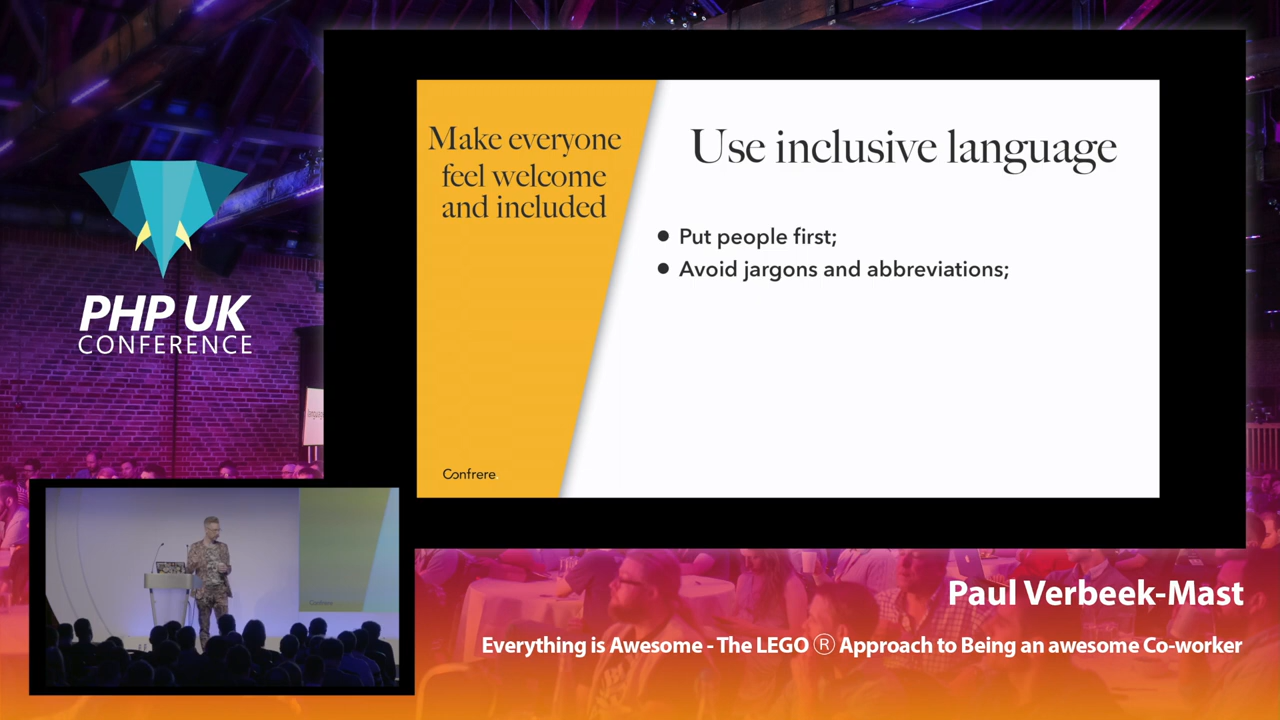 Make everyone
feel welcome
and included
Use inclusive language
● Put people first;
● Avoid jargons and abbreviations;
Confrere
PHP UK
CONFERENCE
Confrere
Paul Verbeek-Mast
Everything is Awesome - The LEGO Ⓡ Approach to Being an awesome Co-worker